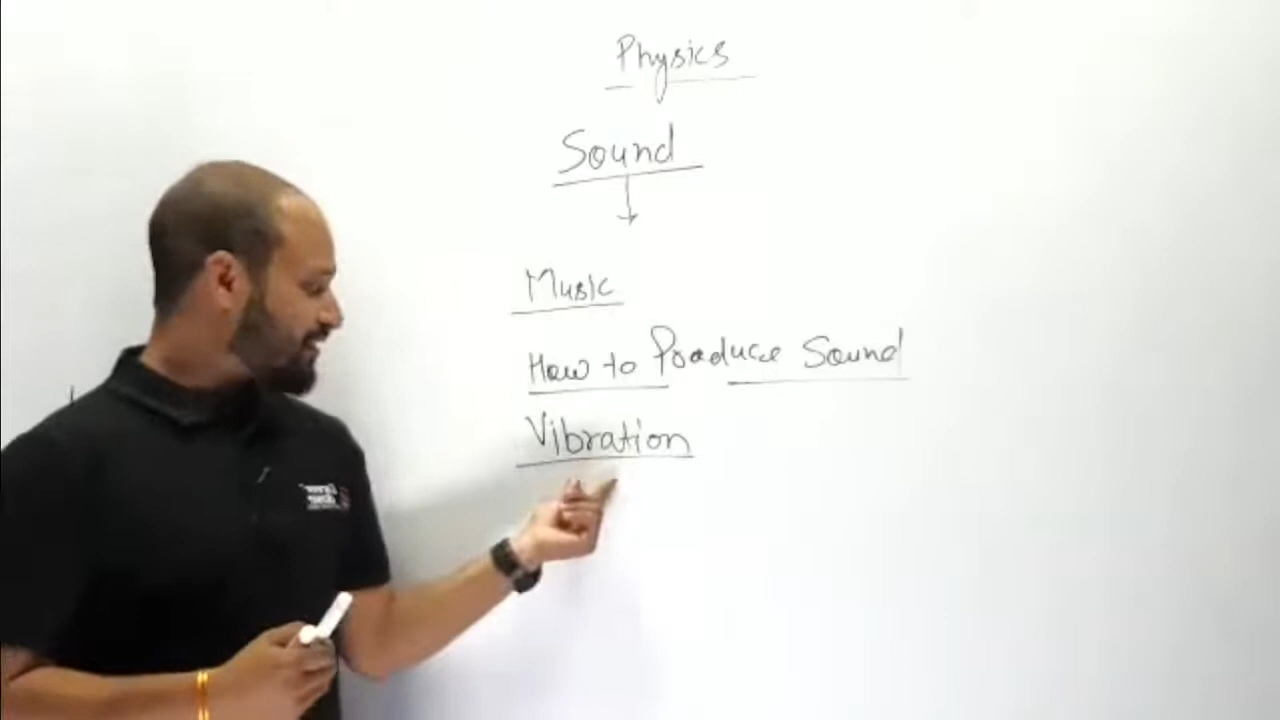 Physics
Sound
Music
How to Produce Sound
Vibration